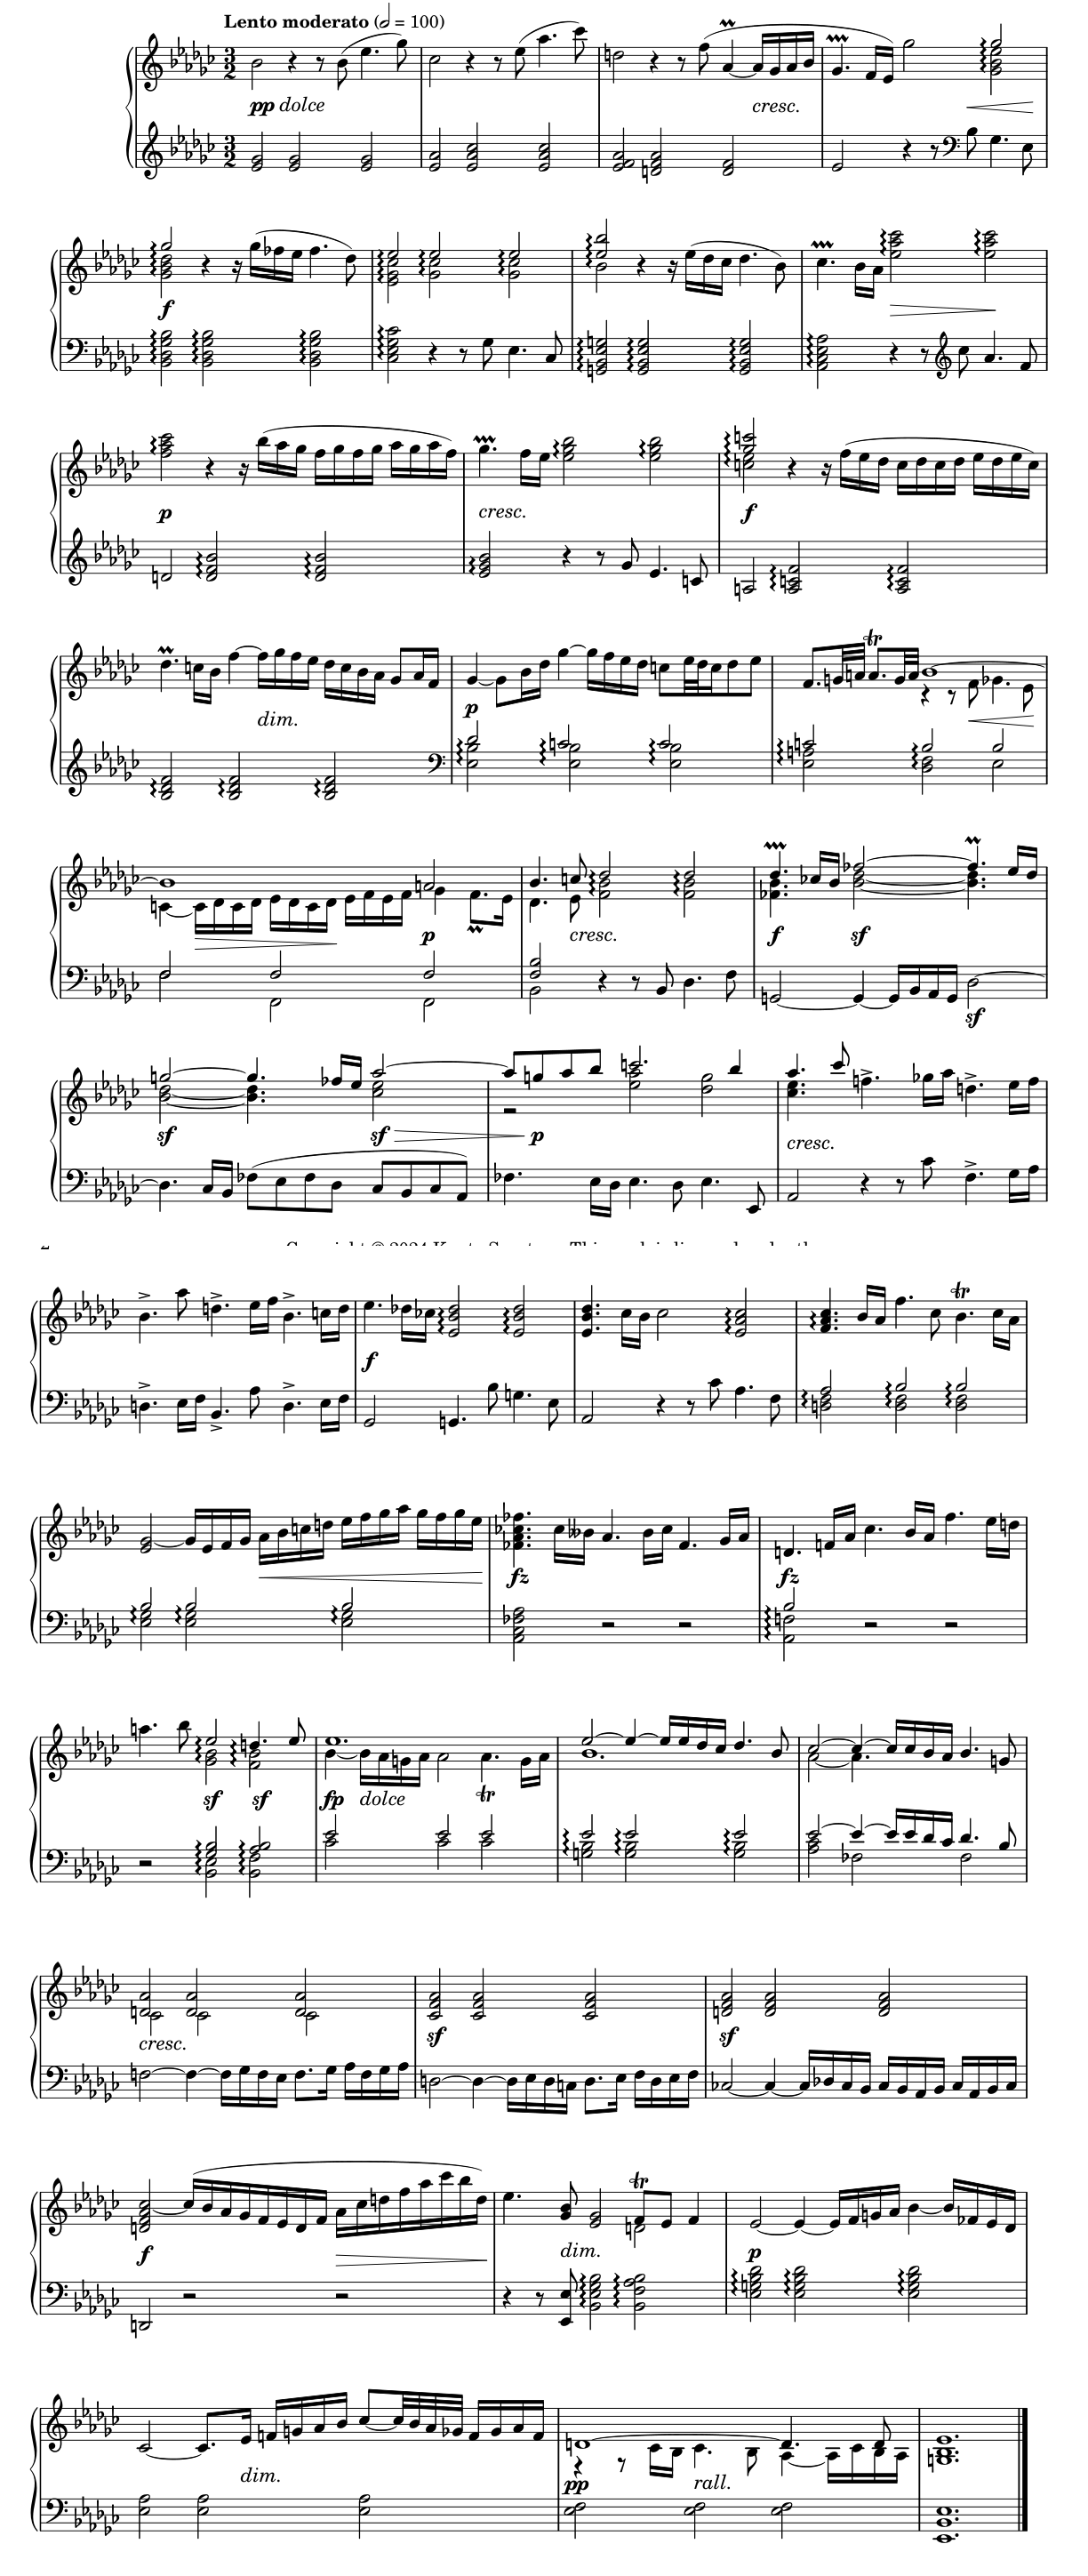 Lento moderato (𝅗𝅥 = 100)
pp dolce cresc.
f
p cresc. f
dim. p
p cresc. f sf
sf
sf sf p cresc.
f
fz fz
sf sf fp dolce
cresc. sf sf
f dim. p
dim. pp rall.